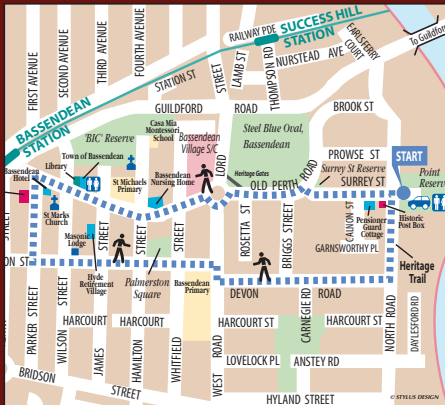 RAILWAY PDE
SUCCESS HILL
STATION
To Guildford
FIRST AVENUE
SECOND AVENUE
THIRD AVENUE
FOURTH AVENUE
STATION ST
STREET
LAMB ST
THOMPSON RD
NURSTEAD AVE
EARLSFERRY
COURT
GUILDFORD ROAD
BROOK ST
BASSENDEAN
STATION
'BIC' Reserve
Casa Mia
Montessori
School
Bassendean
Village S/C
Steel Blue Oval,
Bassendean
LORD
Heritage Gates
OLD PERTH ROAD
PROWSE ST
Surrey St Reserve
SURREY ST
START
Point
Reserve
Town of Bassendean
Library
Bassendean
Hotel
St Marks
Church
St Michaels
Primary
Bassendean
Nursing Home
Masonic
Lodge
STREET
STREET
STREET
STREET
ON ST
Hyde
Retirement
Village
Palmerston
Square
Bassendean
Primary
ROSETTA ST
BRIGGS STREET
CALNON ST
Pensioner
Guard
Cottage
Historic
Post Box
GARNSWORTHY PL
Heritage
Trail
DEVON ROAD
PARKER STREET
WILSON STREET
JAMES
HAMILTON
WHITFIELD
WEST ROAD
HARCOURT
HARCOURT
HARCOURT ST
CARNEGIE RD
HARCOURT ST
NORTH ROAD
DAYLESFORD RD
LOVELOCK PL
ANSTEY RD
BRIDSON STREET
HYLAND STREET
© STYLUS DESIGN